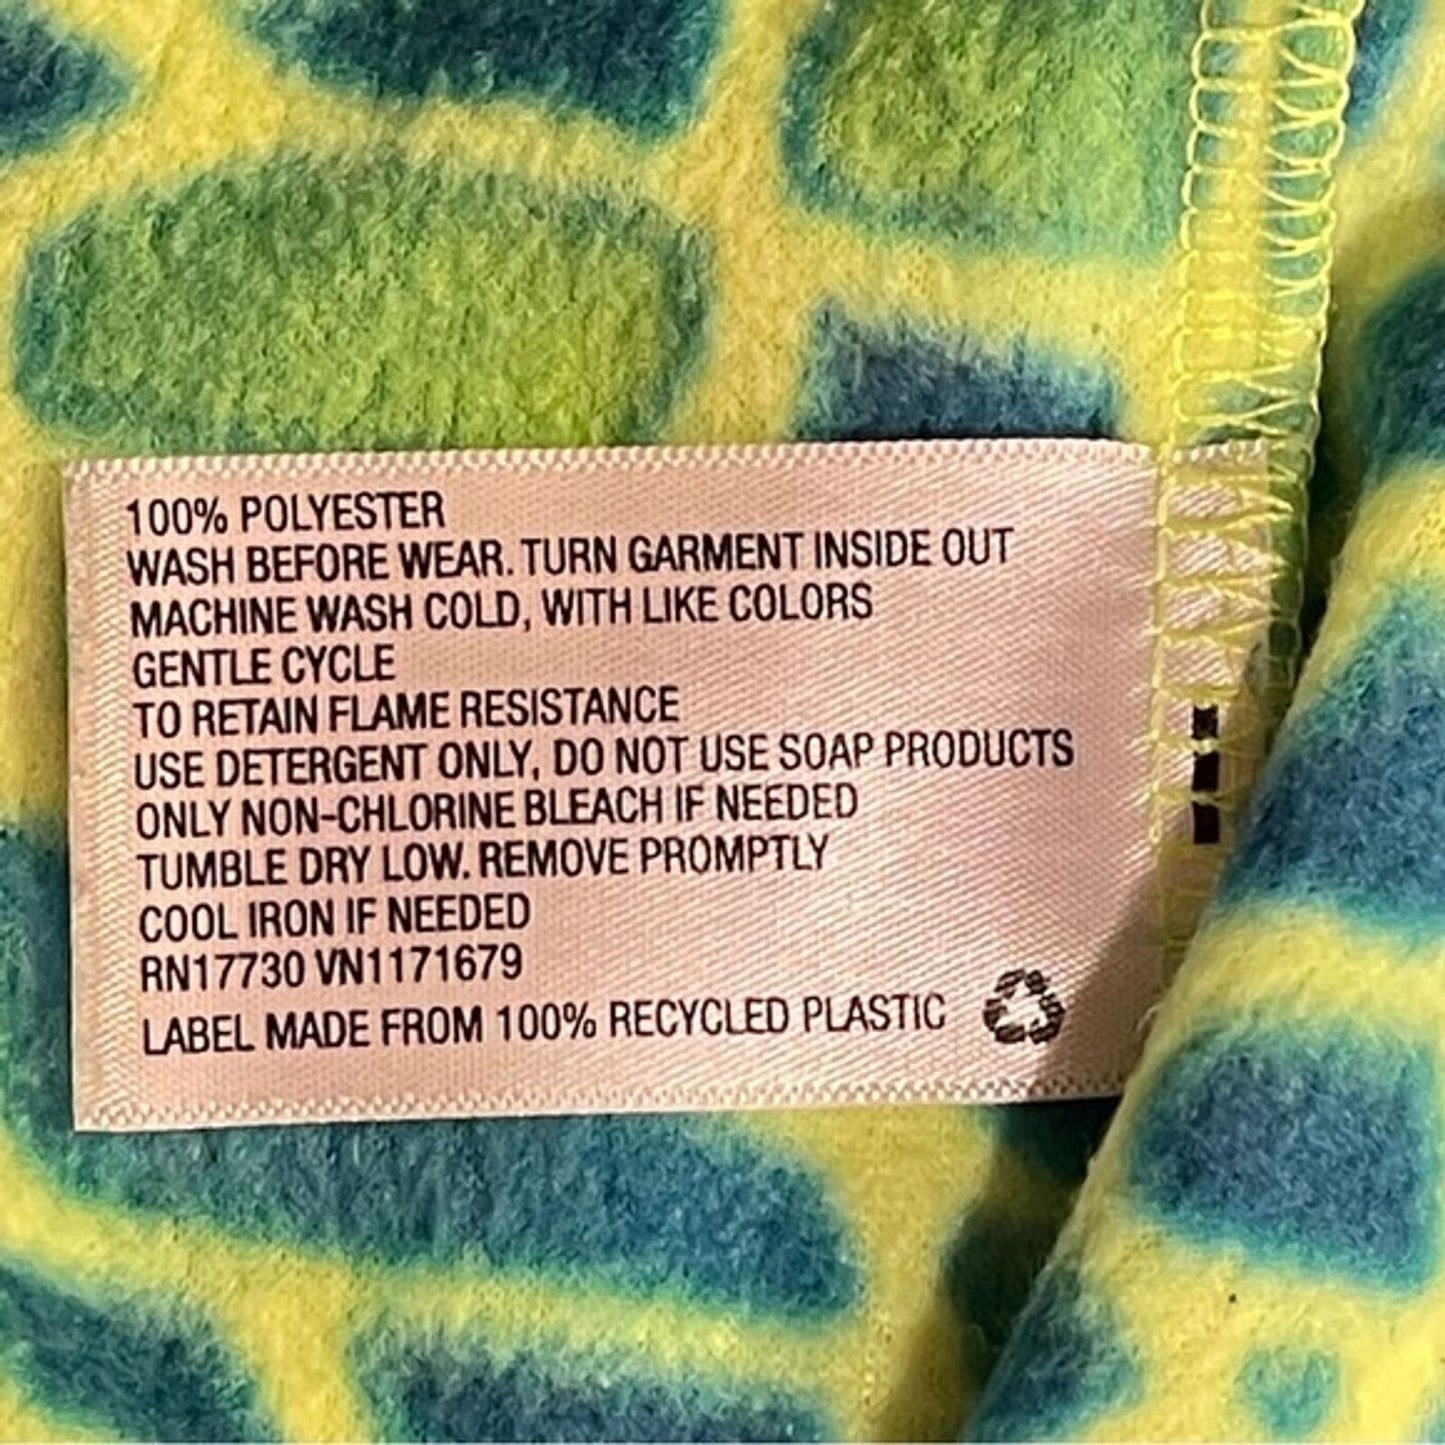 100% POLYESTER
WASH BEFORE WEAR. TURN GARMENT INSIDE OUT
MACHINE WASH COLD, WITH LIKE COLORS
GENTLE CYCLE
TO RETAIN FLAME RESISTANCE
USE DETERGENT ONLY, DO NOT USE SOAP PRODUCTS
ONLY NON-CHLORINE BLEACH IF NEEDED
TUMBLE DRY LOW. REMOVE PROMPTLY
COOL IRON IF NEEDED
RN17730 VN1171679
LABEL MADE FROM 100% RECYCLED PLASTIC